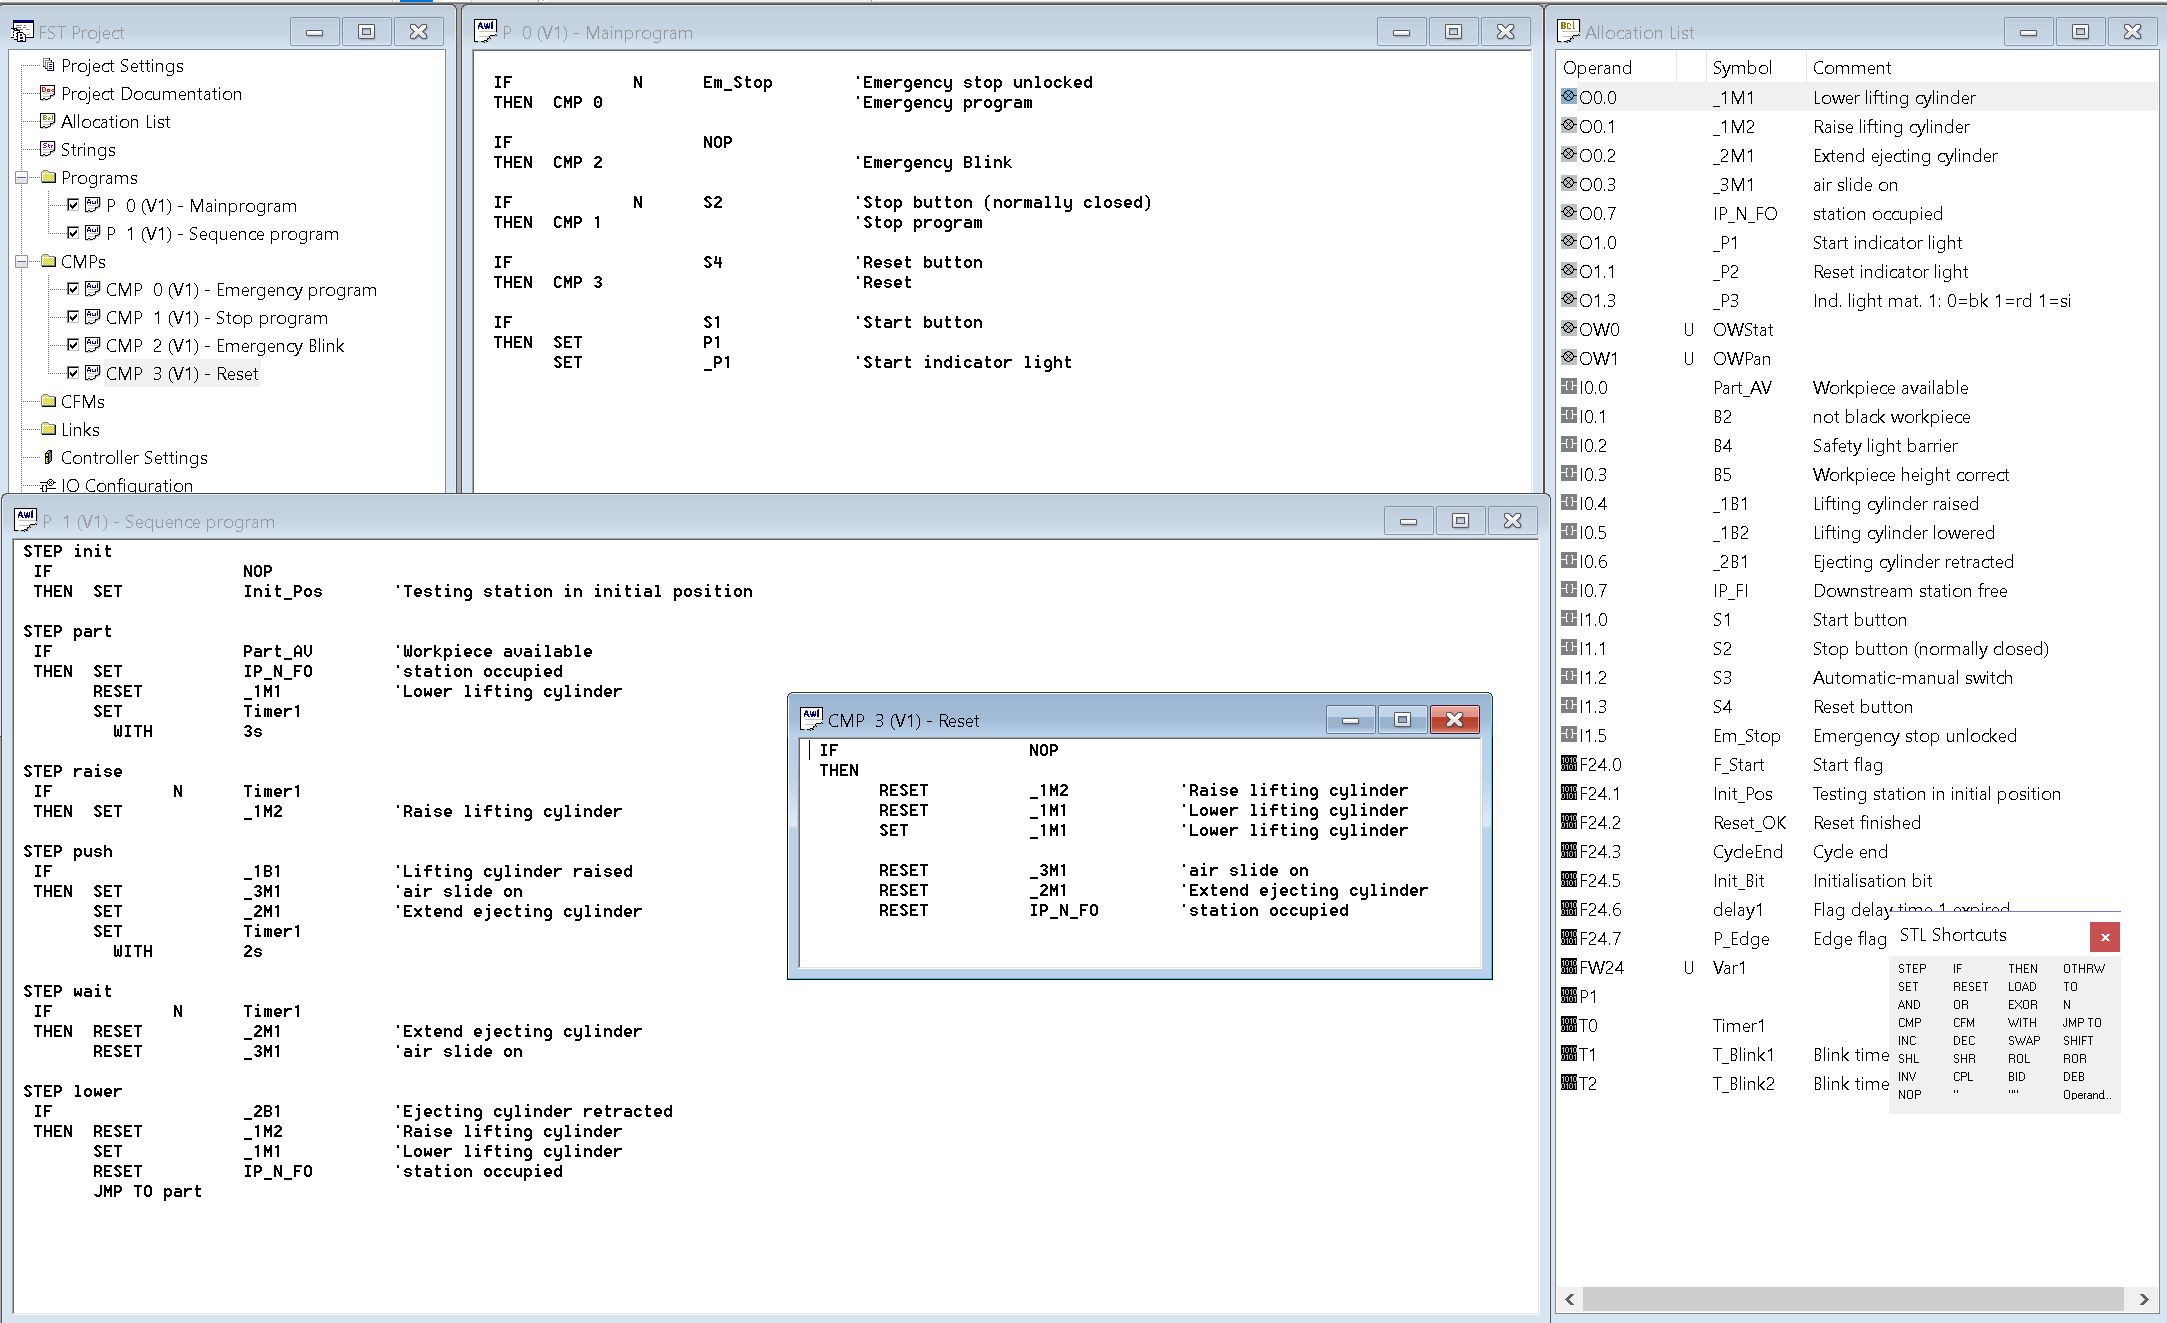 FST Project
Project Settings
Project Documentation
Allocation List
Strings
Programs
P 0 (V1) - Mainprogram
P 1 (V1) - Sequence program
CMPs
CMP 0 (V1) - Emergency program
CMP 1 (V1) - Stop program
CMP 2 (V1) - Emergency Blink
CMP 3 (V1) - Reset
CFMs
Links
Controller Settings
IO Configuration
P 0 (V1) - Mainprogram
IF N Em_Stop 'Emergency stop unlocked
THEN CMP 0 'Emergency program
IF NOP
THEN CMP 2 'Emergency Blink
IF N S2 'Stop button (normally closed)
THEN CMP 1 'Stop program
IF S4 'Reset button
THEN CMP 3 'Reset
IF S1 'Start button
THEN SET P1
SET _P1 'Start indicator light
P 1 (V1) - Sequence program
STEP init
IF NOP
THEN SET Init_Pos 'Testing station in initial position
STEP part
IF Part_AV 'Workpiece available
THEN SET IP_N_FO 'station occupied
RESET _1M1 'Lower lifting cylinder
SET Timer1
WITH 3s
STEP raise
IF N Timer1
THEN SET _1M2 'Raise lifting cylinder
STEP push
IF _1B1 'Lifting cylinder raised
THEN SET _3M1 'air slide on
SET _2M1 'Extend ejecting cylinder
SET Timer1
WITH 2s
STEP wait
IF N Timer1
THEN RESET _2M1 'Extend ejecting cylinder
RESET _3M1 'air slide on
STEP lower
IF _2B1 'Ejecting cylinder retracted
THEN RESET _1M2 'Raise lifting cylinder
SET _1M1 'Lower lifting cylinder
RESET IP_N_FO 'station occupied
JMP TO part
CMP 3 (V1) - Reset
IF NOP
THEN
RESET _1M2 'Raise lifting cylinder
RESET _1M1 'Lower lifting cylinder
SET _1M1 'Lower lifting cylinder
RESET _3M1 'air slide on
RESET _2M1 'Extend ejecting cylinder
RESET IP_N_FO 'station occupied
Allocation List
Operand Symbol Comment
O0.0 _1M1 Lower lifting cylinder
O0.1 _1M2 Raise lifting cylinder
O0.2 _2M1 Extend ejecting cylinder
O0.3 _3M1 air slide on
O0.7 IP_N_FO station occupied
O1.0 _P1 Start indicator light
O1.1 _P2 Reset indicator light
O1.3 _P3 Ind. light mat. 1: 0=bk 1=rd 1=si
OW0 U OWStat
OW1 U OWPan
I0.0 Part_AV Workpiece available
I0.1 B2 not black workpiece
I0.2 B4 Safety light barrier
I0.3 B5 Workpiece height correct
I0.4 _1B1 Lifting cylinder raised
I0.5 _1B2 Lifting cylinder lowered
I0.6 _2B1 Ejecting cylinder retracted
I0.7 IP_FI Downstream station free
I1.0 S1 Start button
I1.1 S2 Stop button (normally closed)
I1.2 S3 Automatic-manual switch
I1.3 S4 Reset button
I1.5 Em_Stop Emergency stop unlocked
F24.0 F_Start Start flag
F24.1 Init_Pos Testing station in initial position
F24.2 Reset_OK Reset finished
F24.3 CycleEnd Cycle end
F24.5 Init_Bit Initialisation bit
F24.6 delay1 Flag delay time 1 expired
F24.7 P_Edge Edge flag
FW24 U Var1
P1
T0 Timer1
T1 T_Blink1 Blink time
T2 T_Blink2 Blink time
STL Shortcuts
STEP IF THEN OTHRW
SET RESET LOAD TO
AND OR EXOR N
CMP CFM WITH JMP TO
INC DEC SWAP SHIFT
SHL SHR ROL ROR
INV CPL BID DEB
NOP '' "" Operand...